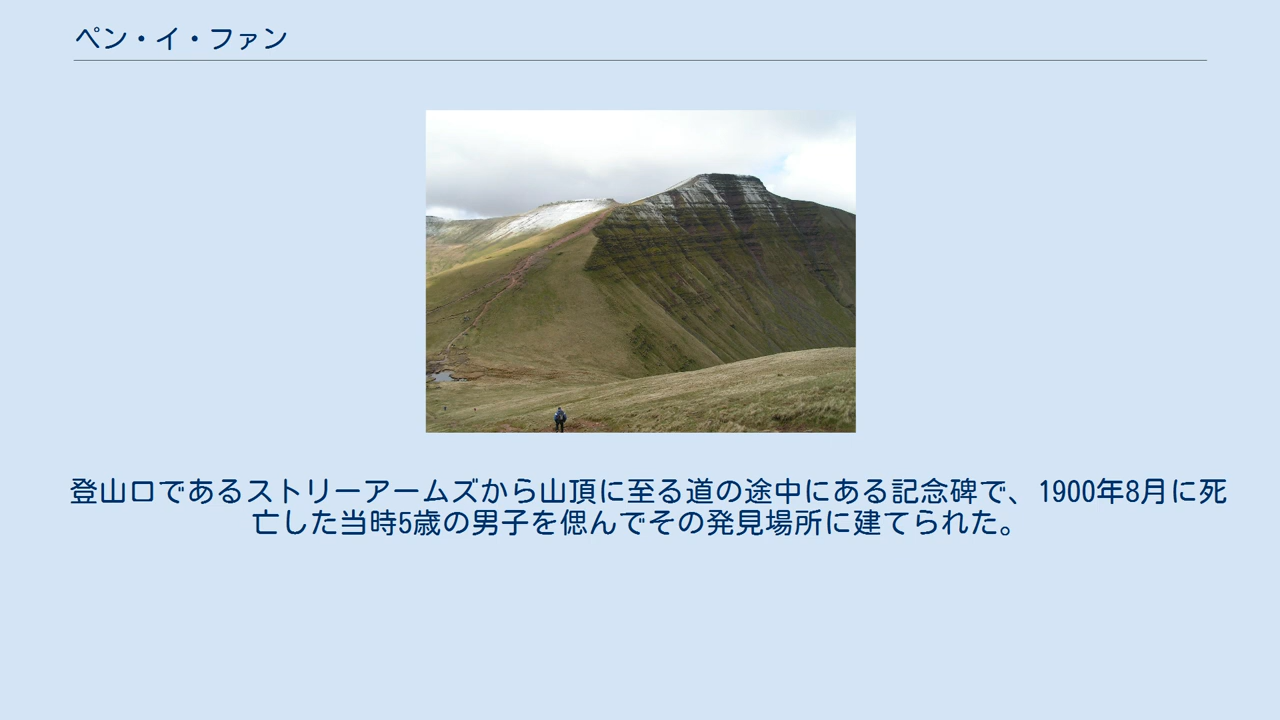 ペン・イ・ファン
登山口であるストリーアームズから山頂に至る道の途中にある記念碑で、1900年8月に死
亡した当時5歳の男子を偲んでその発見場所に建てられた。